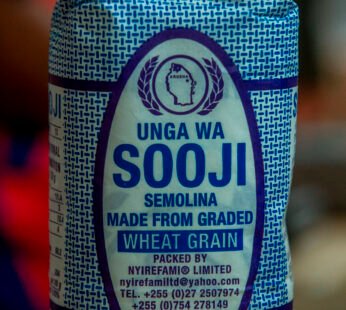 ARUSHA
UNGA WA
SOOJI
SEMOLINA
MADE FROM GRADED
WHEAT GRAIN
PACKED BY
NYIREFAMI® LIMITED
nyirefamiltd@yahoo.com
TEL. +255 (0)27 2507974
+255 (0)754 278149